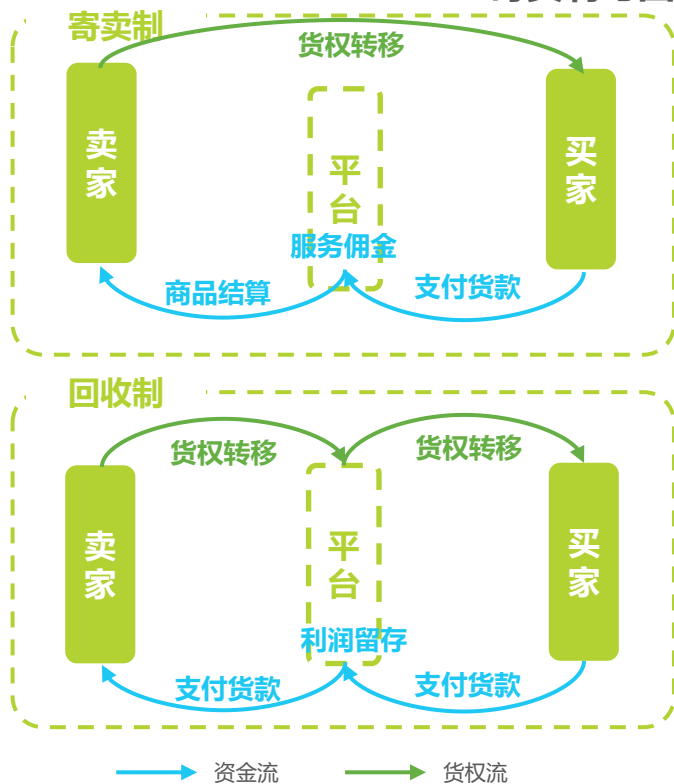 寄卖制
货权转移
卖家
平台
买家
服务佣金
商品结算
支付货款
回收制
货权转移
货权转移
卖家
平台
买家
利润留存
支付货款
支付货款
资金流
货权流